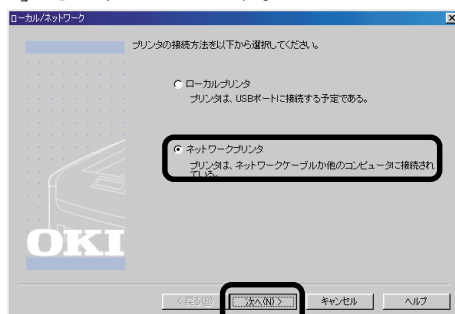 ローカル/ネットワーク
プリンタの接続方法を以下から選択してください。
ローカルプリンタ
プリンタは、USBポートに接続する予定である。
ネットワークプリンタ
プリンタは、ネットワークケーブルか他のコンピュータに接続され
ている。
OKI
< 戻る(B) 次へ(N) > キャンセル ヘルプ